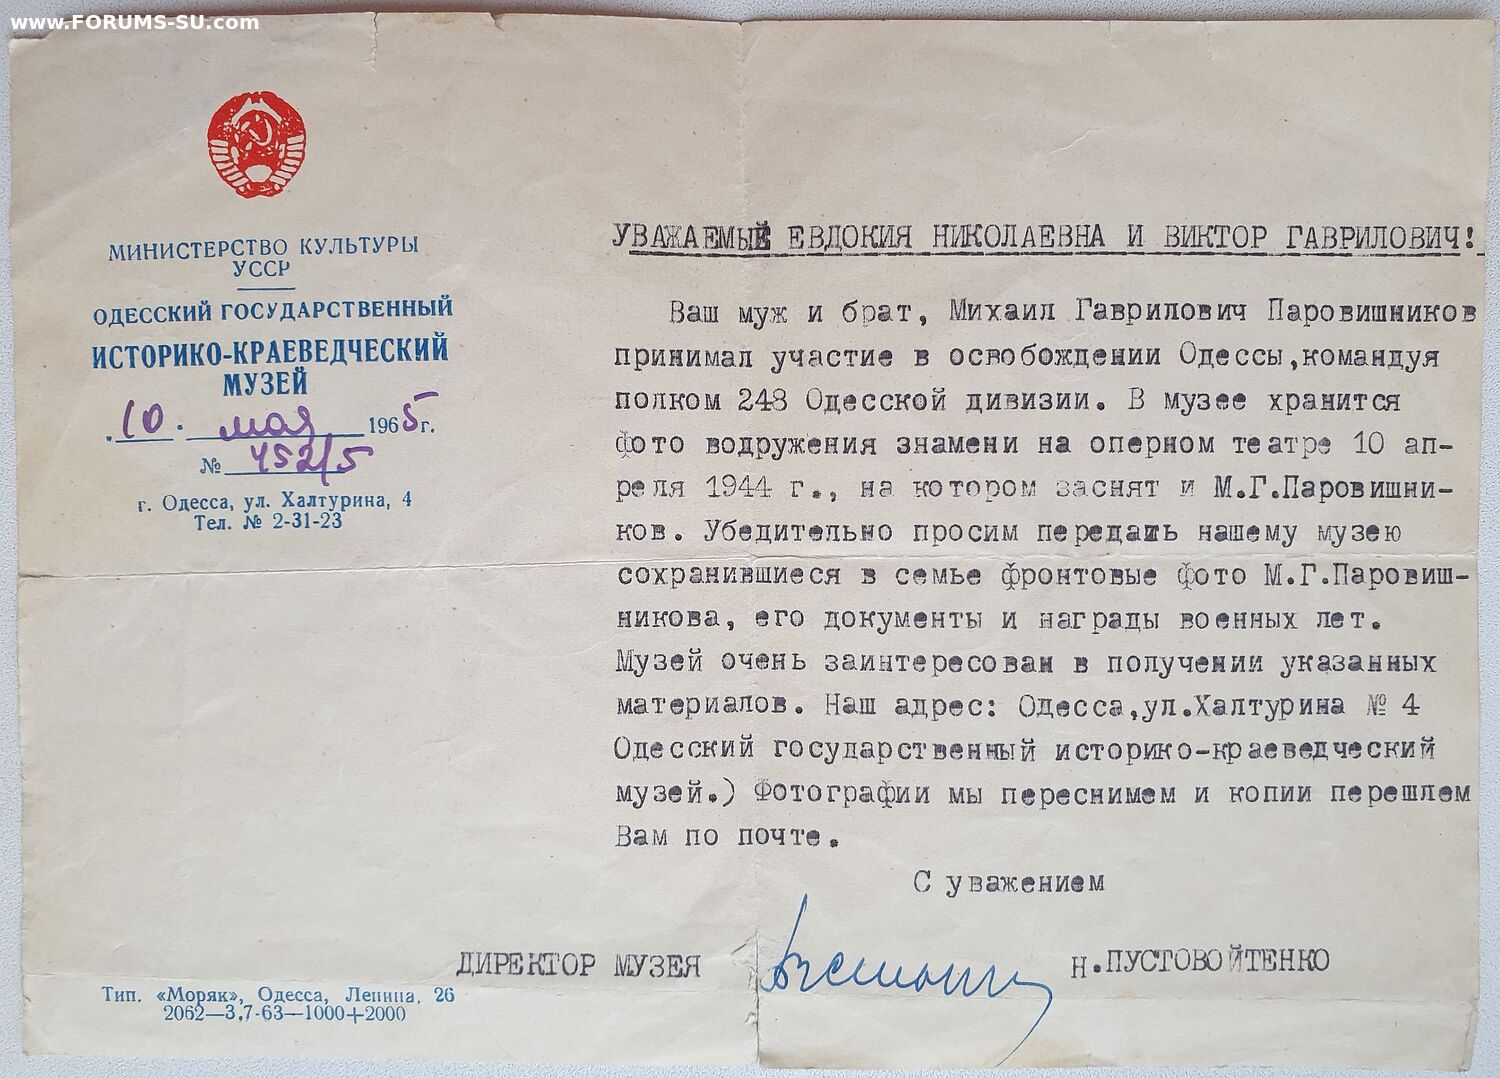 www.FORUMS-SU.com
МИНИСТЕРСТВО КУЛЬТУРЫ
УССР
ОДЕССКИЙ ГОСУДАРСТВЕННЫЙ
ИСТОРИКО-КРАЕВЕДЧЕСКИЙ
МУЗЕЙ
„10. мая 1965 г.
№ 452/5
г. Одесса, ул. Халтурина, 4
Тел. № 2-31-23
УВАЖАЕМЫЕ ЕВДОКИЯ НИКОЛАЕВНА И ВИКТОР ГАВРИЛОВИЧ!
Ваш муж и брат, Михаил Гаврилович Паровишников
принимал участие в освобождении Одессы,командуя
полком 248 Одесской дивизии. В музее хранится
фото водружения знамени на оперном театре 10 ап-
реля 1944 г., на котором заснят и М.Г.Паровишни-
ков. Убедительно просим передать нашему музею
сохранившиеся в семье фронтовые фото М.Г.Паровиш-
никова, его документы и награды военных лет.
Музей очень заинтересован в получении указанных
материалов. Наш адрес: Одесса,ул.Халтурина № 4
Одесский государственный историко-краеведческий
музей.) Фотографии мы переснимем и копии перешлем
Вам по почте.
С уважением
ДИРЕКТОР МУЗЕЯ Н.ПУСТОВОЙТЕНКО
Тип. «Моряк», Одесса, Ленина, 26
2062—3,7-63—1000+2000